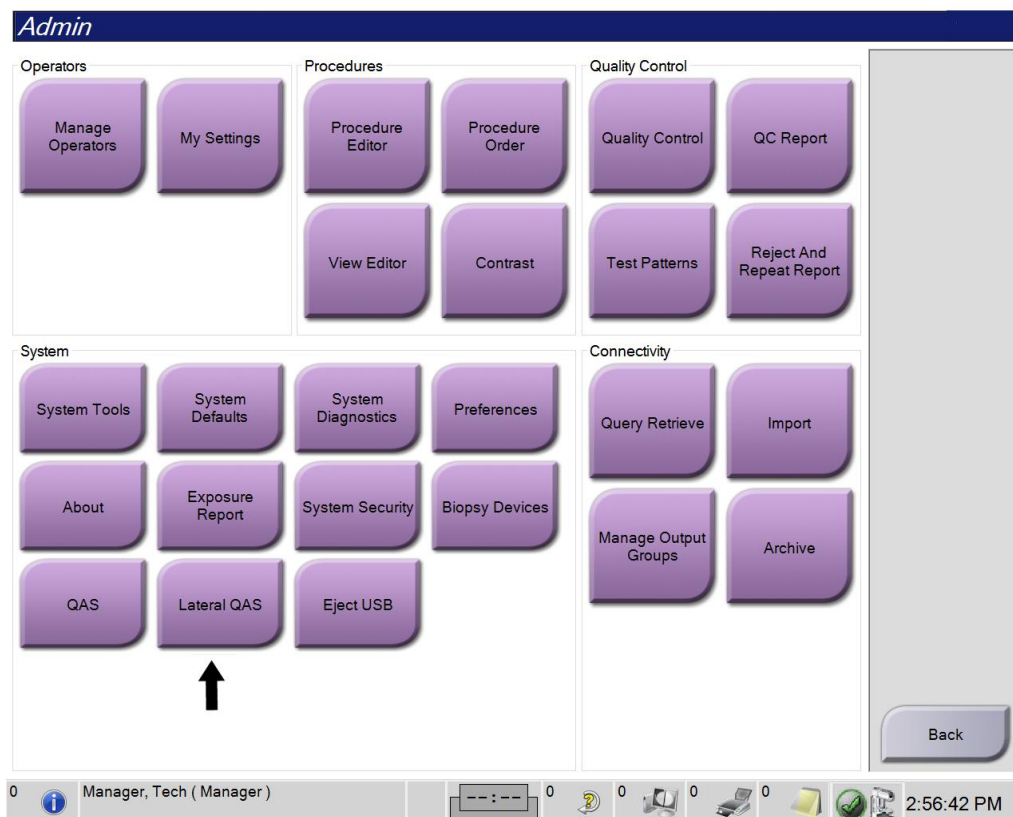 Admin
Operators
Manage
Operators
My Settings
Procedures
Procedure
Editor
Procedure
Order
View Editor
Contrast
Quality Control
Quality Control
QC Report
Test Patterns
Reject And
Repeat Report
System
System Tools
System
Defaults
System
Diagnostics
Preferences
About
Exposure
Report
System Security
Biopsy Devices
QAS
Lateral QAS
Eject USB
Connectivity
Query Retrieve
Import
Manage Output
Groups
Archive
Back
0
Manager, Tech ( Manager )
--:--
0
0
0
0
2:56:42 PM